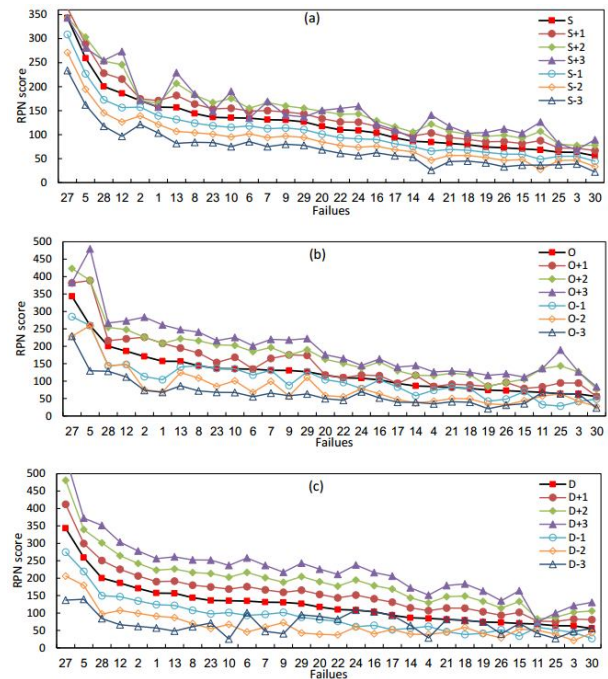 (a)
RPN score
350
300
250
200
150
100
50
0
S
S+1
S+2
S+3
S-1
S-2
S-3
27 5 28 12 2 1 13 8 23 10 6 7 9 29 20 22 24 16 17 14 4 21 18 19 26 15 11 25 3 30
Failues
(b)
RPN score
500
450
400
350
300
250
200
150
100
50
0
O
O+1
O+2
O+3
O-1
O-2
O-3
27 5 28 12 2 1 13 8 23 10 6 7 9 29 20 22 24 16 17 14 4 21 18 19 26 15 11 25 3 30
Failues
(c)
RPN score
500
450
400
350
300
250
200
150
100
50
0
D
D+1
D+2
D+3
D-1
D-2
D-3
27 5 28 12 2 1 13 8 23 10 6 7 9 29 20 22 24 16 17 14 4 21 18 19 26 15 11 25 3 30
Failues